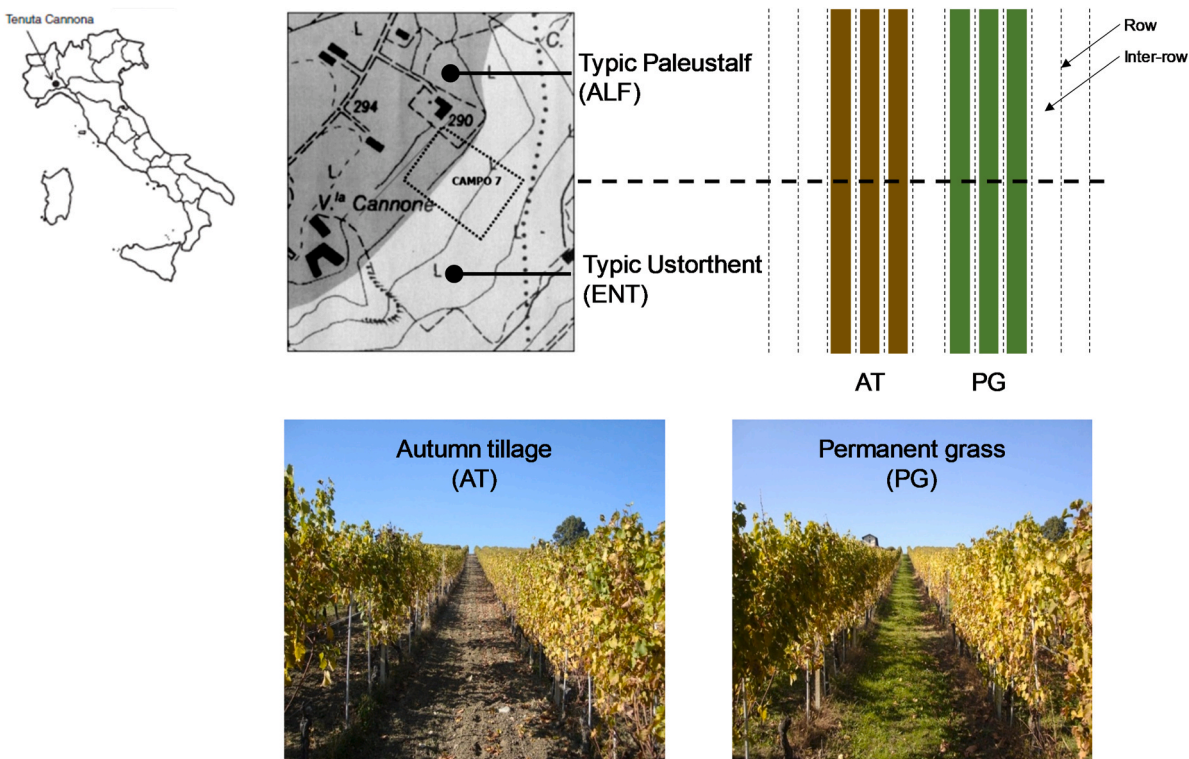 Tenuta Cannona
L
C.
294
290
L
L
L
CAMPO 7
V.la Cannone
L
Typic Paleustalf
(ALF)
Typic Ustorthent
(ENT)
Row
Inter-row
AT
PG
Autumn tillage
(AT)
Permanent grass
(PG)